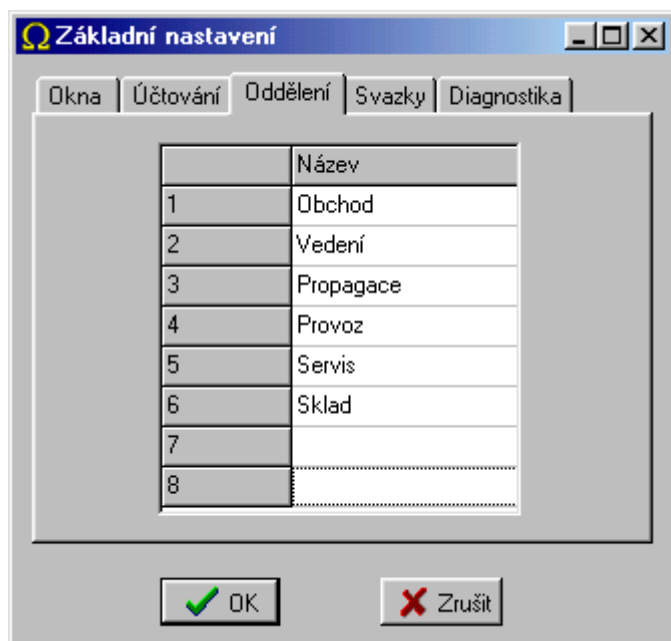 Ω Základní nastavení
Okna Účtování Oddělení Svazky Diagnostika
Název
1 Obchod
2 Vedení
3 Propagace
4 Provoz
5 Servis
6 Sklad
7
8
OK Zrušit